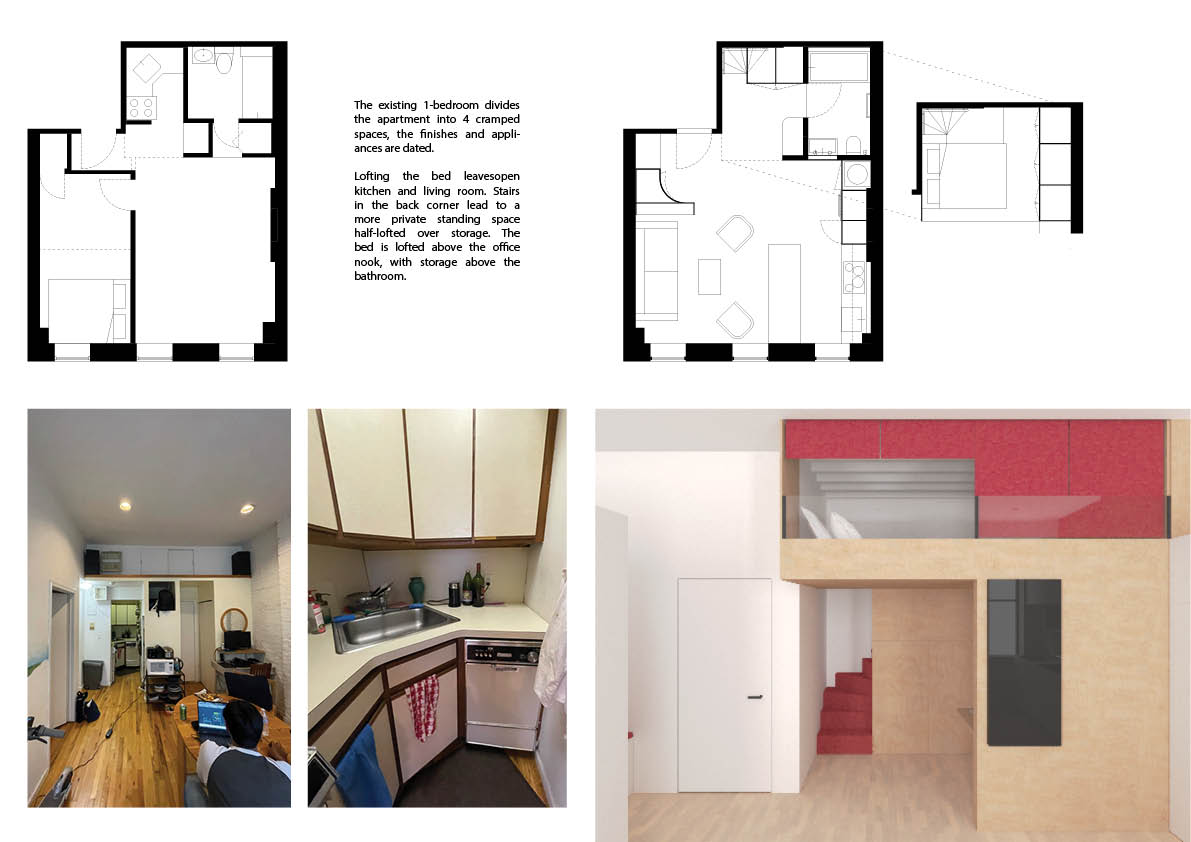 The existing 1-bedroom divides
the apartment into 4 cramped
spaces, the finishes and appli-
ances are dated.
Lofting the bed leavesopen
kitchen and living room. Stairs
in the back corner lead to a
more private standing space
half-lofted over storage. The
bed is lofted above the office
nook, with storage above the
bathroom.